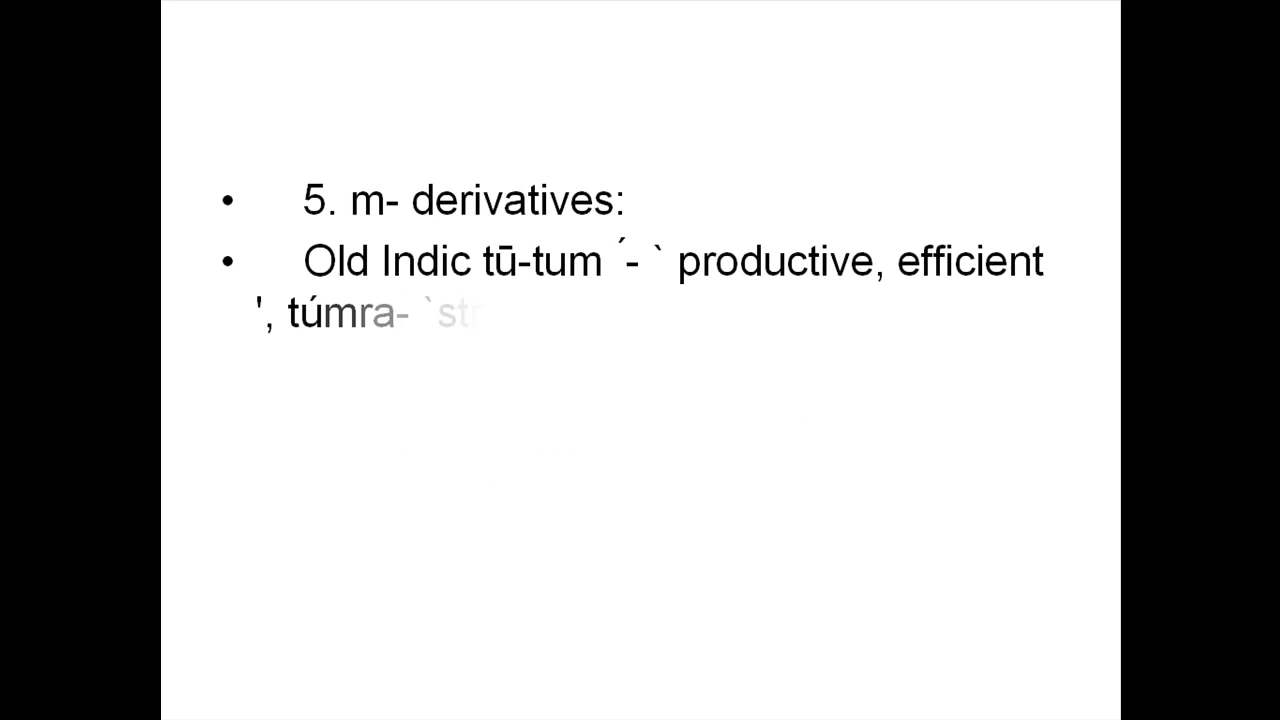 • 5. m- derivatives:
• Old Indic tū-tum ́- ` productive, efficient
', túmra-